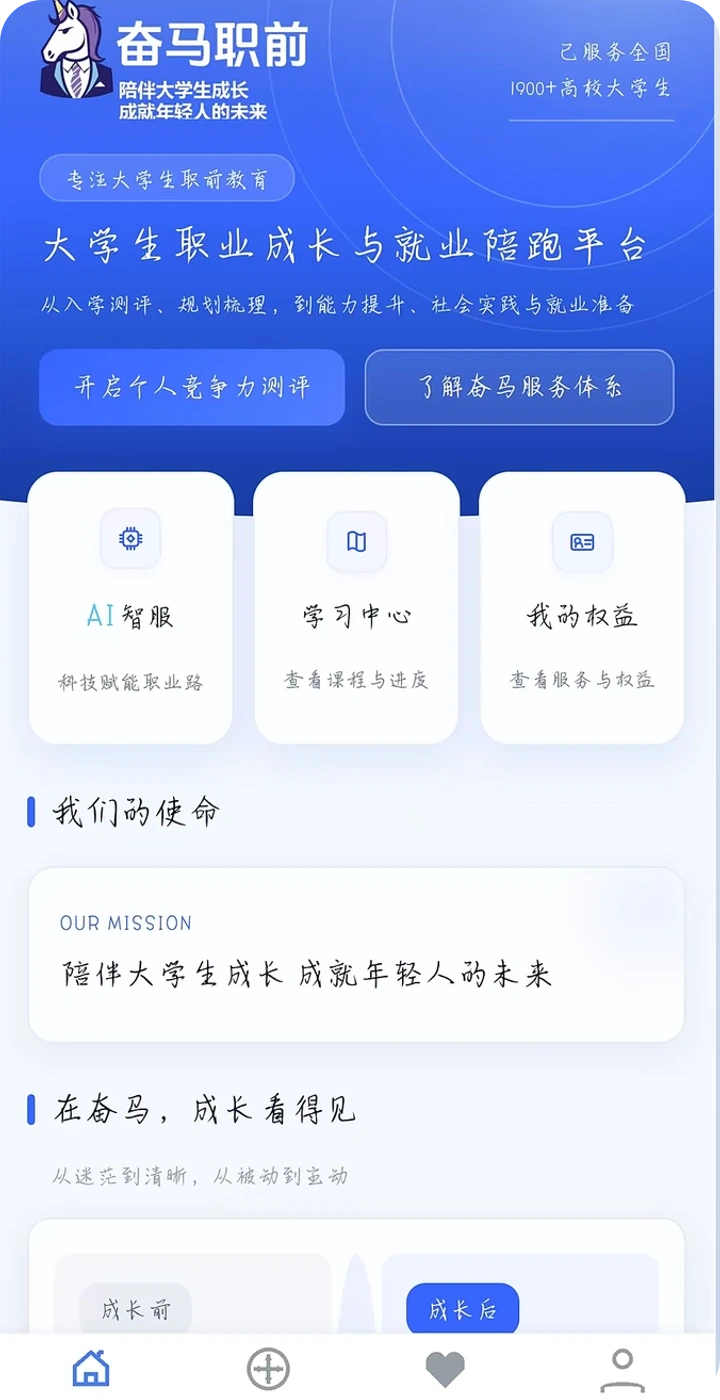 奋马职前
陪伴大学生成长
成就年轻人的未来
已服务全国
1900+高校大学生
专注大学生职前教育
大学生职业成长与就业陪跑平台
从入学测评、规划梳理，到能力提升、社会实践与就业准备
开启个人竞争力测评
了解奋马服务体系
AI智服
科技赋能职业路
学习中心
查看课程与进度
我的权益
查看服务与权益
我们的使命
OUR MISSION
陪伴大学生成长 成就年轻人的未来
在奋马，成长看得见
从迷茫到清晰，从被动到主动
成长前
成长后